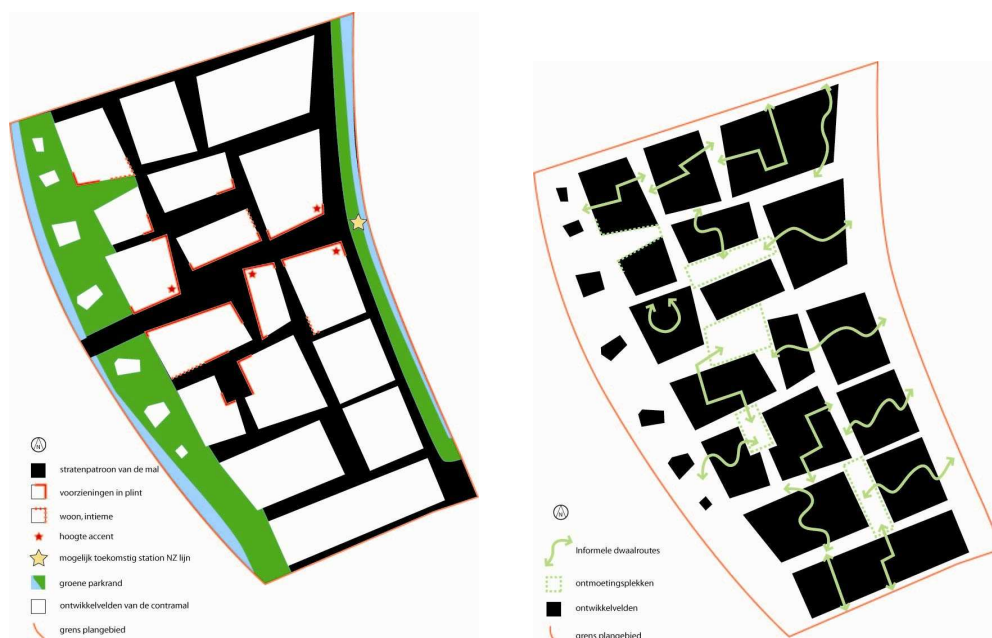 N
stratenpatroon van de mal
voorzieningen in plint
woon, intieme
hoogte accent
mogelijk toekomstig station NZ lijn
groene parkrand
ontwikkelvelden van de contramal
grens plangebied
N
Informele dwaalroutes
ontmoetingsplekken
ontwikkelvelden
grens plangebied